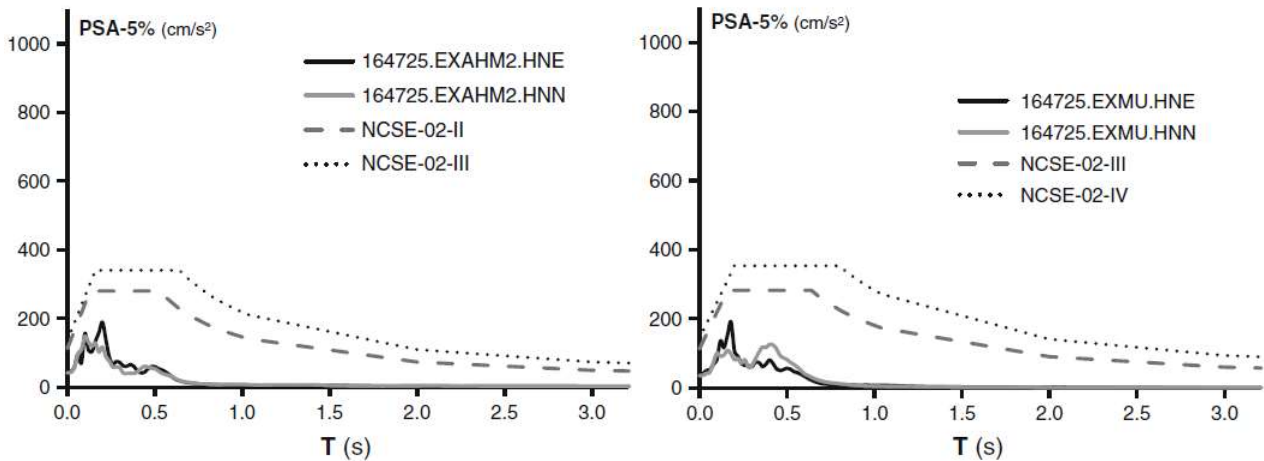 PSA-5% (cm/s²)
1000
800
600
400
200
0
164725.EXAHM2.HNE
164725.EXAHM2.HNN
NCSE-02-II
NCSE-02-III
0.0 0.5 1.0 1.5 2.0 2.5 3.0
T (s)
PSA-5% (cm/s²)
1000
800
600
400
200
0
164725.EXMU.HNE
164725.EXMU.HNN
NCSE-02-III
NCSE-02-IV
0.0 0.5 1.0 1.5 2.0 2.5 3.0
T (s)